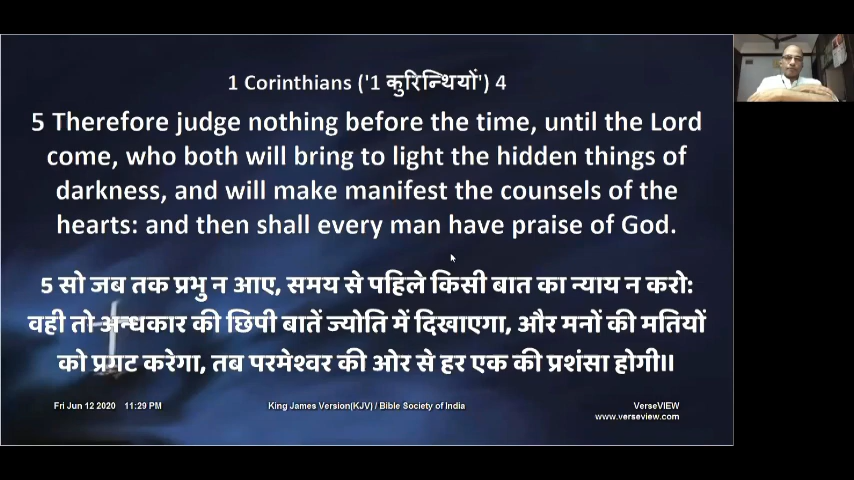 1 Corinthians ('1 कुरिन्थियों') 4
5 Therefore judge nothing before the time, until the Lord
come, who both will bring to light the hidden things of
darkness, and will make manifest the counsels of the
hearts: and then shall every man have praise of God.
5 सो जब तक प्रभु न आए, समय से पहिले किसी बात का न्याय न करो:
वही तो अन्धकार की छिपी बातें ज्योति में दिखाएगा, और मनों की मतियों
को प्रगट करेगा, तब परमेश्वर की ओर से हर एक की प्रशंसा होगी॥
Fri Jun 12 2020 11:29 PM King James Version(KJV) / Bible Society of India VerseVIEW
www.verseview.com